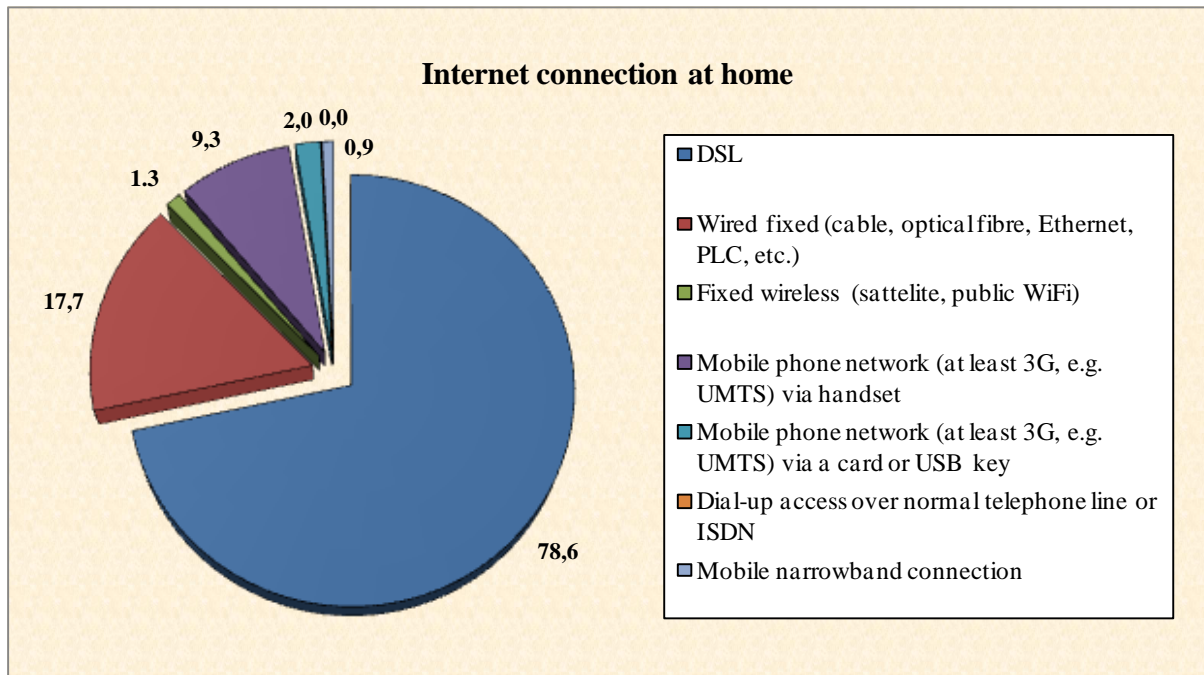 Internet connection at home
2,0
0,0
9,3
0,9
1.3
17,7
78,6
DSL
Wired fixed (cable, optical fibre, Ethernet,
PLC, etc.)
Fixed wireless (sattelite, public WiFi)
Mobile phone network (at least 3G, e.g.
UMTS) via handset
Mobile phone network (at least 3G, e.g.
UMTS) via a card or USB key
Dial-up access over normal telephone line or
ISDN
Mobile narrowband connection